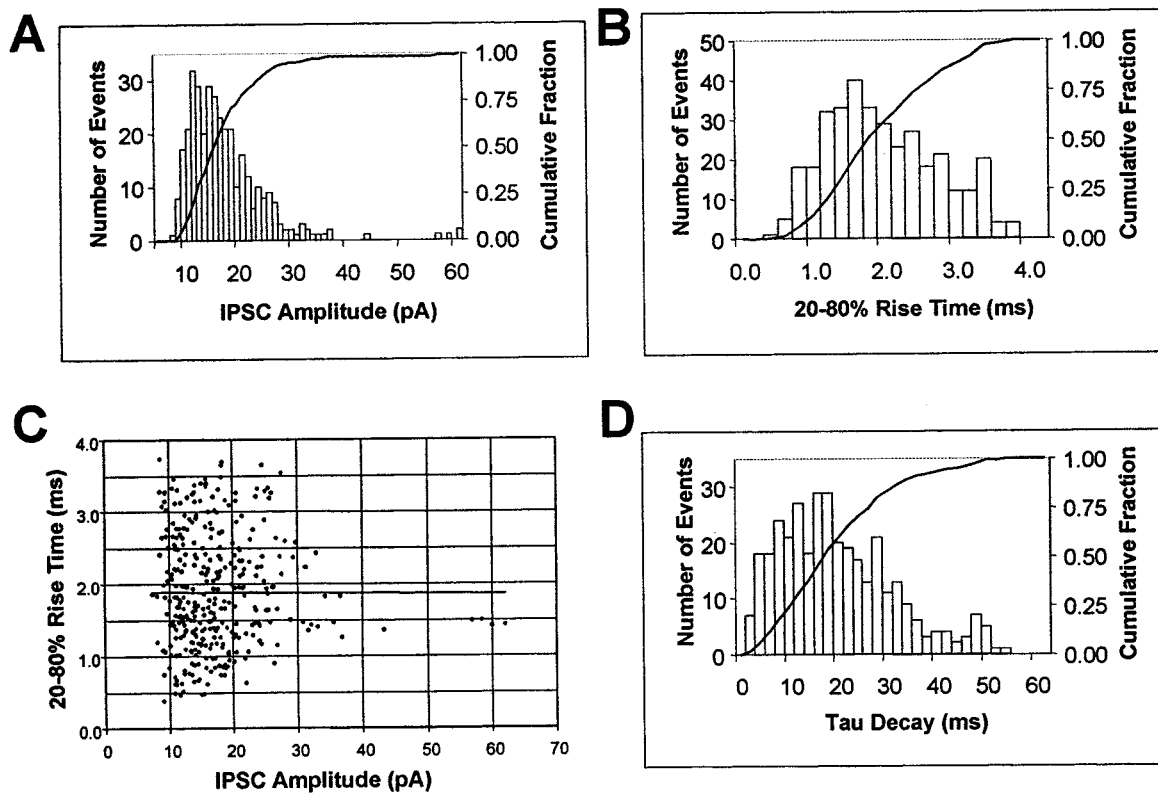 A
Number of Events
30
20
10
0
1.00
0.75
0.50
0.25
0.00
Cumulative Fraction
10 20 30 40 50 60
IPSC Amplitude (pA)
B
Number of Events
50
40
30
20
10
0
1.00
0.75
0.50
0.25
0.00
Cumulative Fraction
0.0 1.0 2.0 3.0 4.0
20-80% Rise Time (ms)
C
20-80% Rise Time (ms)
4.0
3.0
2.0
1.0
0.0
0 10 20 30 40 50 60 70
IPSC Amplitude (pA)
D
Number of Events
30
20
10
0
1.00
0.75
0.50
0.25
0.00
Cumulative Fraction
0 10 20 30 40 50 60
Tau Decay (ms)